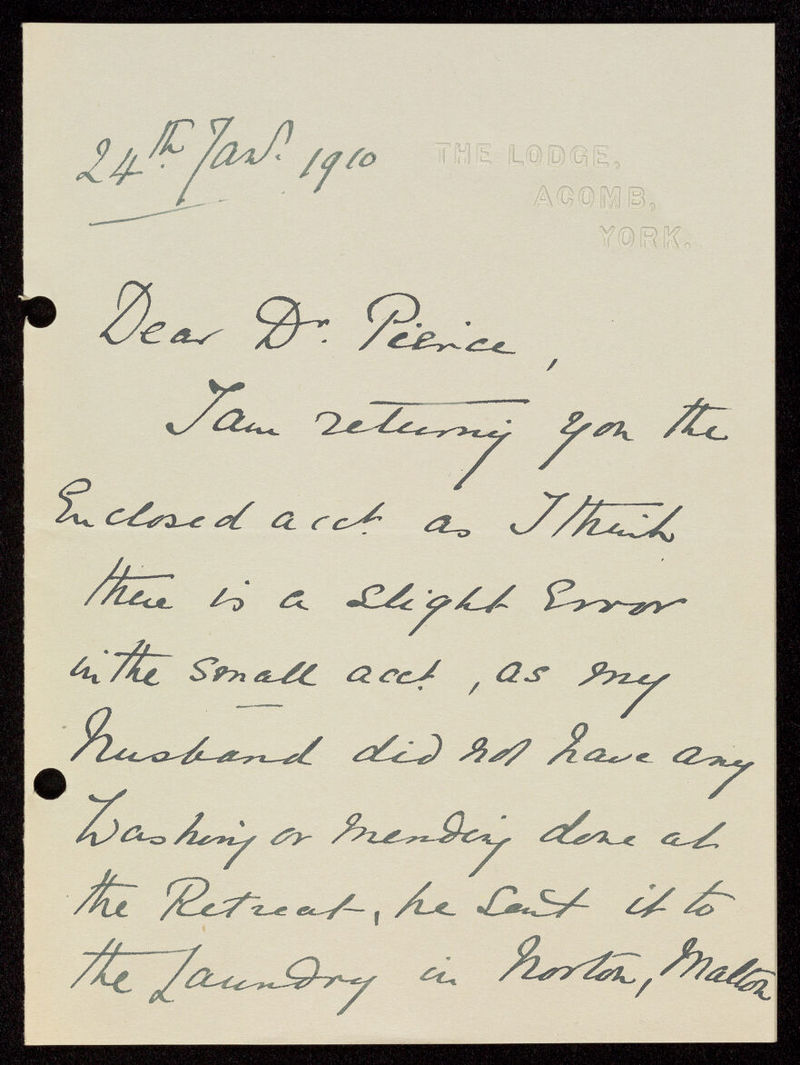 24th Jany. 1910
THE LODGE,
ACOMB,
YORK.
Dear Dr. Pierce,
I am returning you the
Enclosed acct. as I think
there is a slight Error
in the small acct, as my
Husband did not have any
Washing or mending done at
the Retreat, he sent it to
the Laundry in Norton, Malton